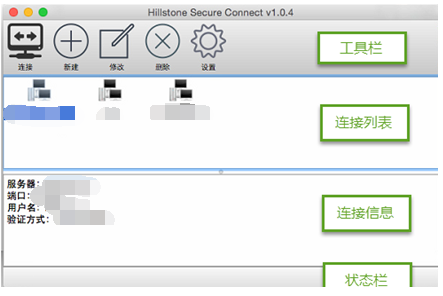 Hillstone Secure Connect v1.0.4
连接 新建 修改 删除 设置
工具栏
连接列表
服务器：
端口：
用户名：
验证方式：
连接信息
状态栏